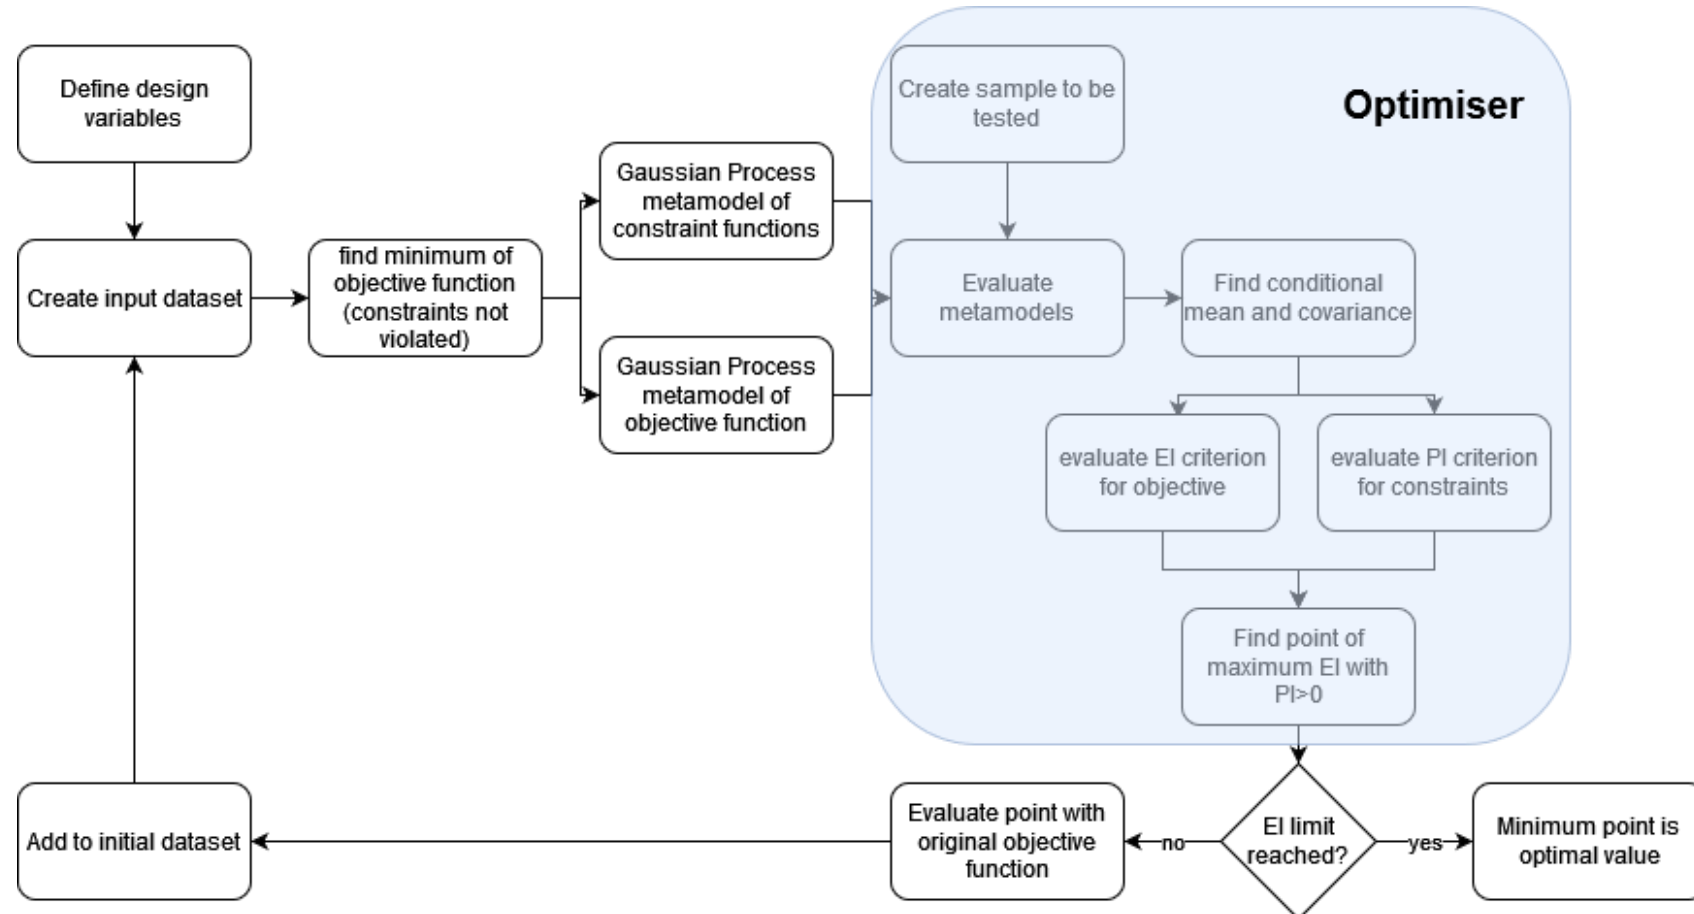 Define design
variables
Create input dataset
find minimum of
objective function
(constraints not
violated)
Gaussian Process
metamodel of
constraint functions
Gaussian Process
metamodel of
objective function
Optimiser
Create sample to be
tested
Evaluate
metamodels
Find conditional
mean and covariance
evaluate EI criterion
for objective
evaluate PI criterion
for constraints
Find point of
maximum EI with
PI>0
EI limit
reached?
no
yes
Evaluate point with
original objective
function
Add to initial dataset
Minimum point is
optimal value